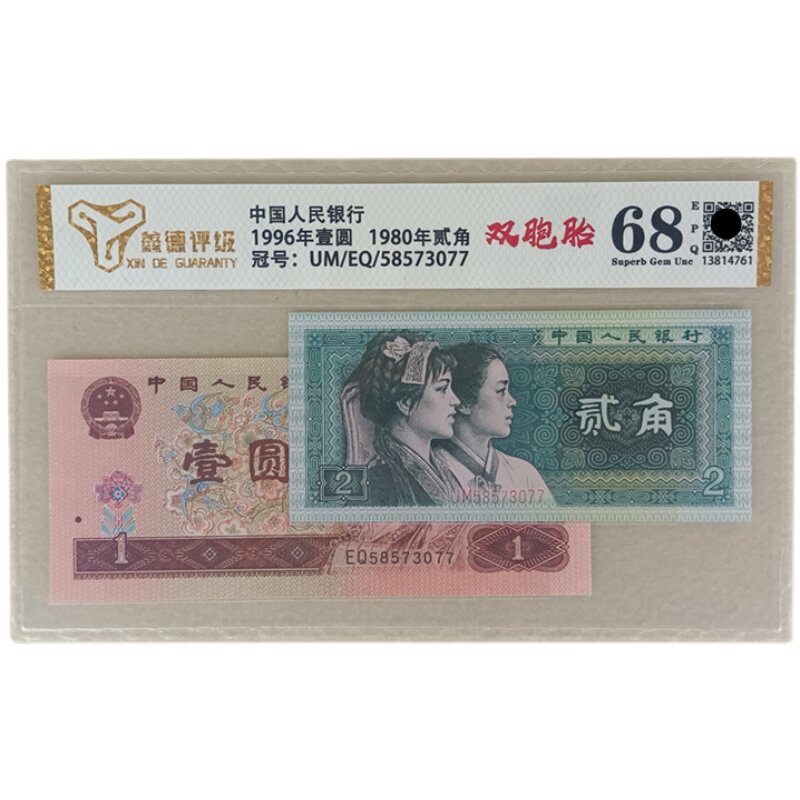 鑫德评级
XIN DE GUARANTY
中国人民银行
1996年壹圆 1980年贰角
冠号：UM/EQ/58573077
双胞胎
68
EPQ
Superb Gem Unc
13814761
中国人民银行
贰角
UM58573077
2
2
中国人民银
壹圆
1
EQ58573077
1